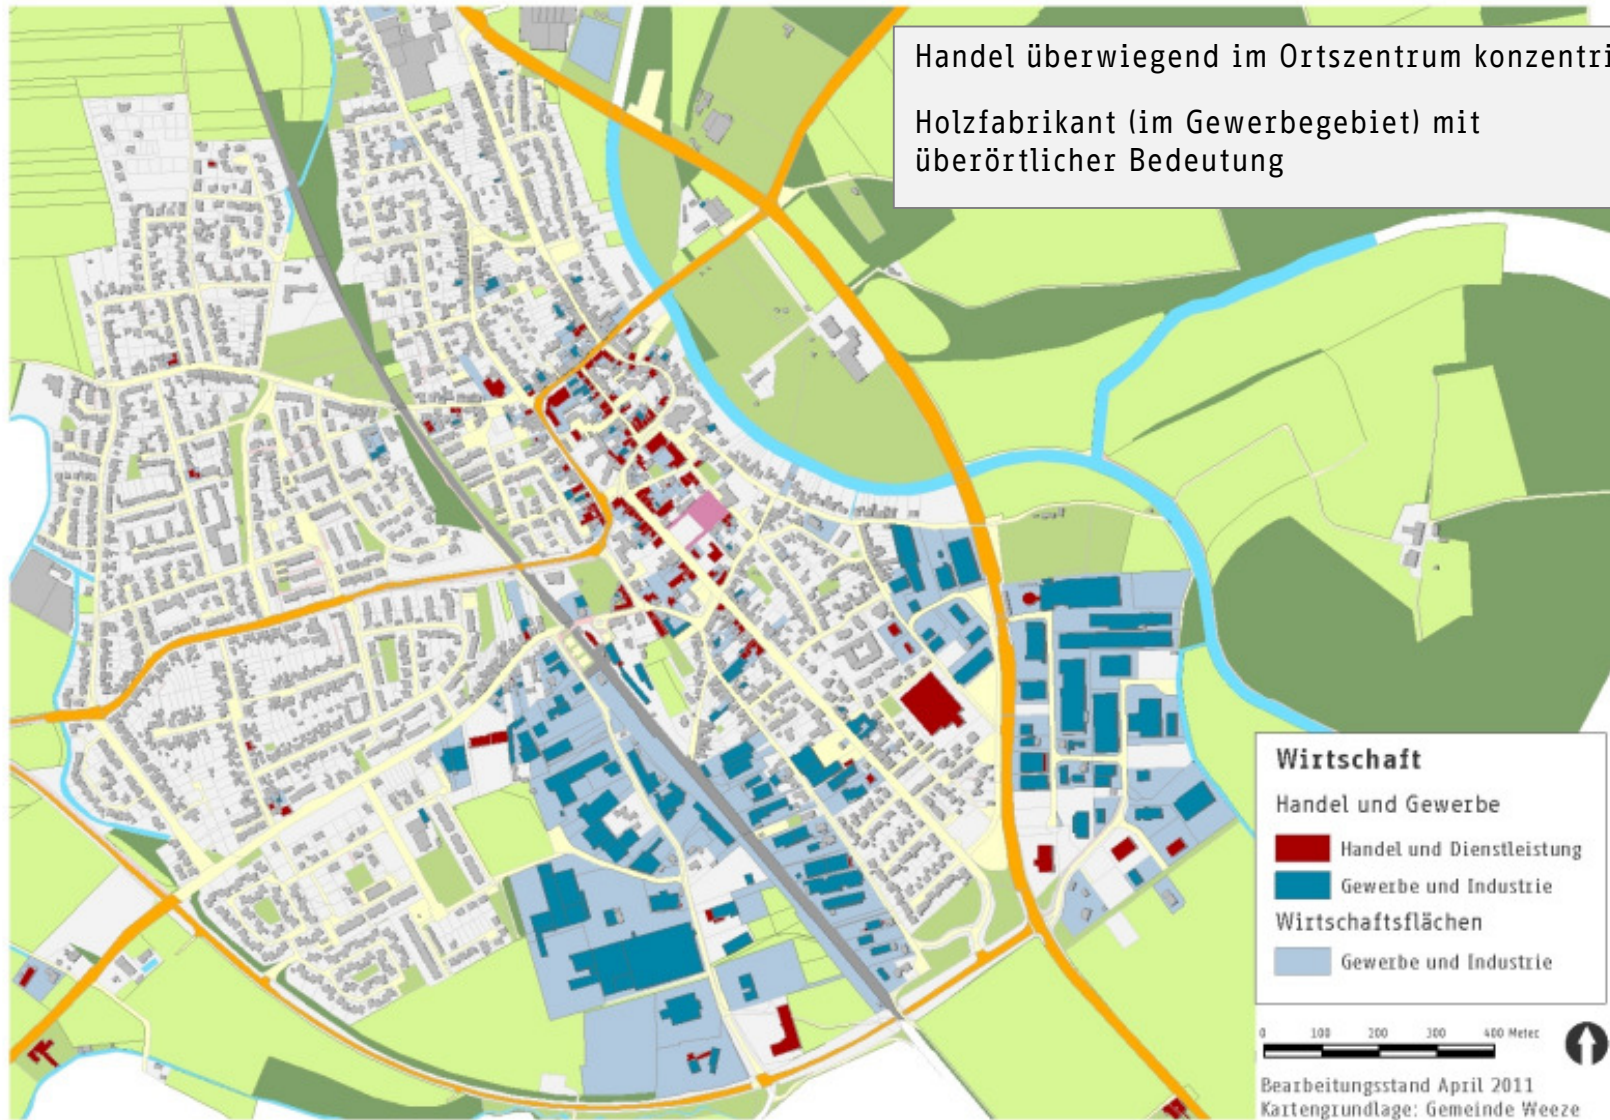 Handel überwiegend im Ortszentrum konzentri
Holzfabrikant (im Gewerbegebiet) mit
überörtlicher Bedeutung
Wirtschaft
Handel und Gewerbe
Handel und Dienstleistung
Gewerbe und Industrie
Wirtschaftsflächen
Gewerbe und Industrie
0 100 200 300 400 Meter
Bearbeitungsstand April 2011
Kartengrundlage: Gemeinde Weeze